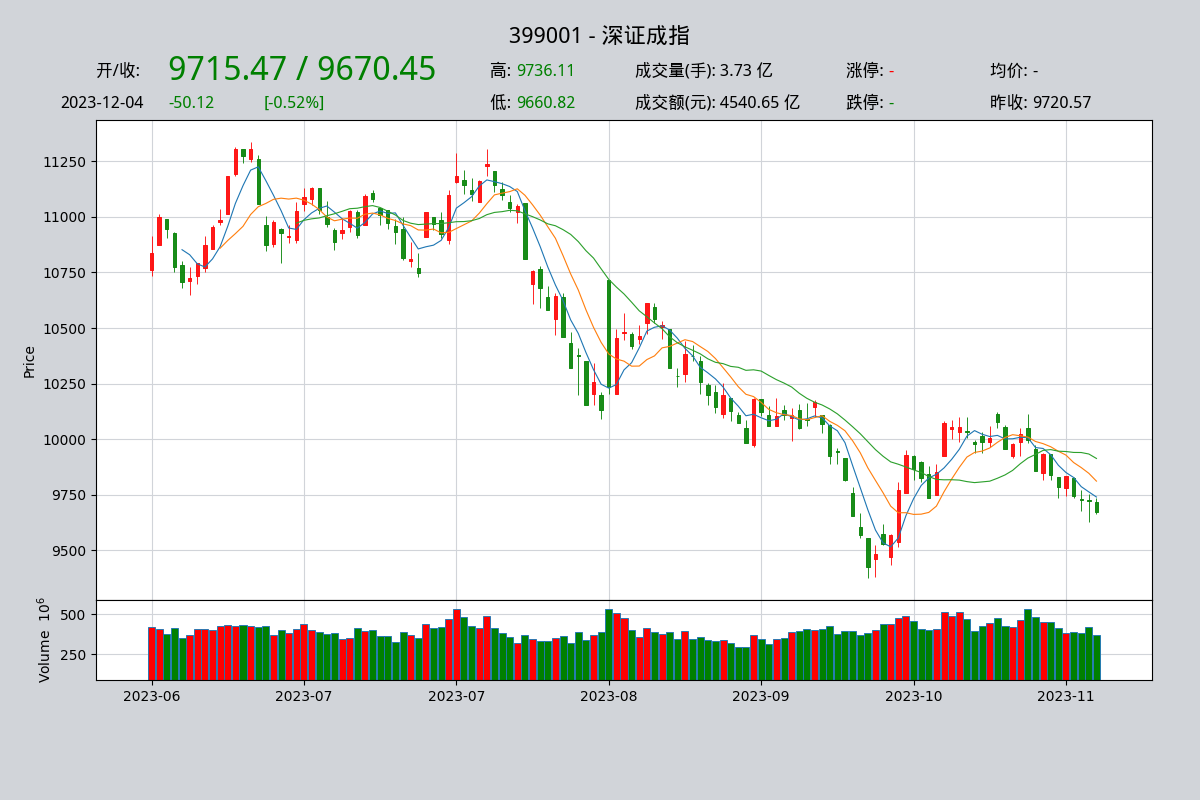 399001 - 深证成指
开/收: 9715.47 / 9670.45 高: 9736.11 成交量(手): 3.73 亿 涨停: - 均价: -
2023-12-04 -50.12 [-0.52%] 低: 9660.82 成交额(元): 4540.65 亿 跌停: - 昨收: 9720.57
11250
11000
10750
10500
10250
10000
9750
9500
Price
500
250
Volume 10⁶
2023-06 2023-07 2023-07 2023-08 2023-09 2023-10 2023-11